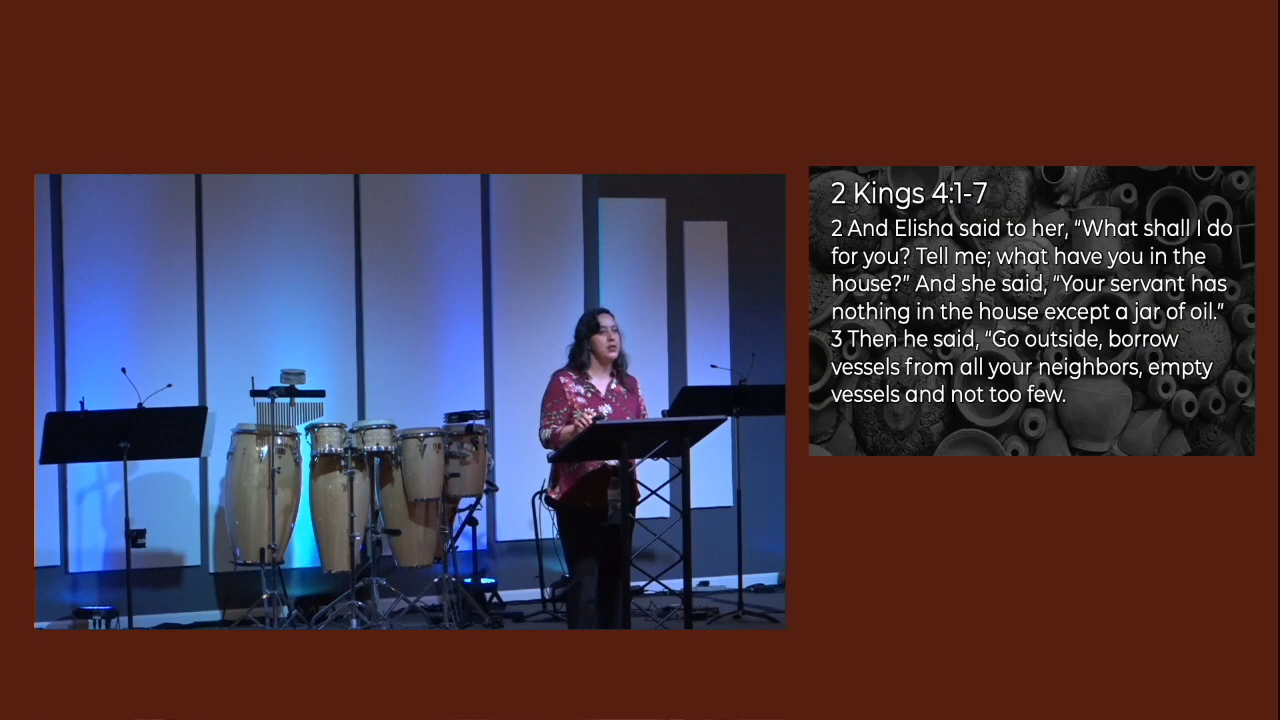 2 Kings 4:1-7
2 And Elisha said to her, “What shall I do
for you? Tell me; what have you in the
house?” And she said, “Your servant has
nothing in the house except a jar of oil.”
3 Then he said, “Go outside, borrow
vessels from all your neighbors, empty
vessels and not too few.